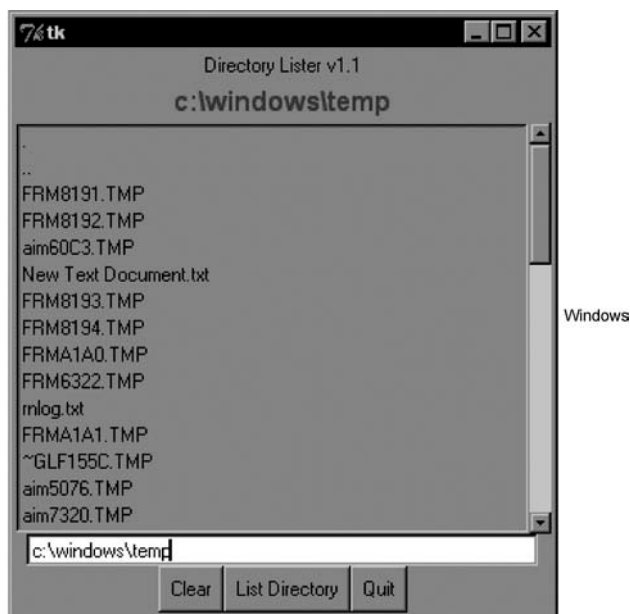 tk
Directory Lister v1.1
c:\windows\temp
.
..
FRM8191.TMP
FRM8192.TMP
aim60C3.TMP
New Text Document.txt
FRM8193.TMP
FRM8194.TMP
FRMA1A0.TMP
FRM6322.TMP
rnlog.txt
FRMA1A1.TMP
~GLF155C.TMP
aim5076.TMP
aim7320.TMP
c:\windows\temp
Clear List Directory Quit
Windows